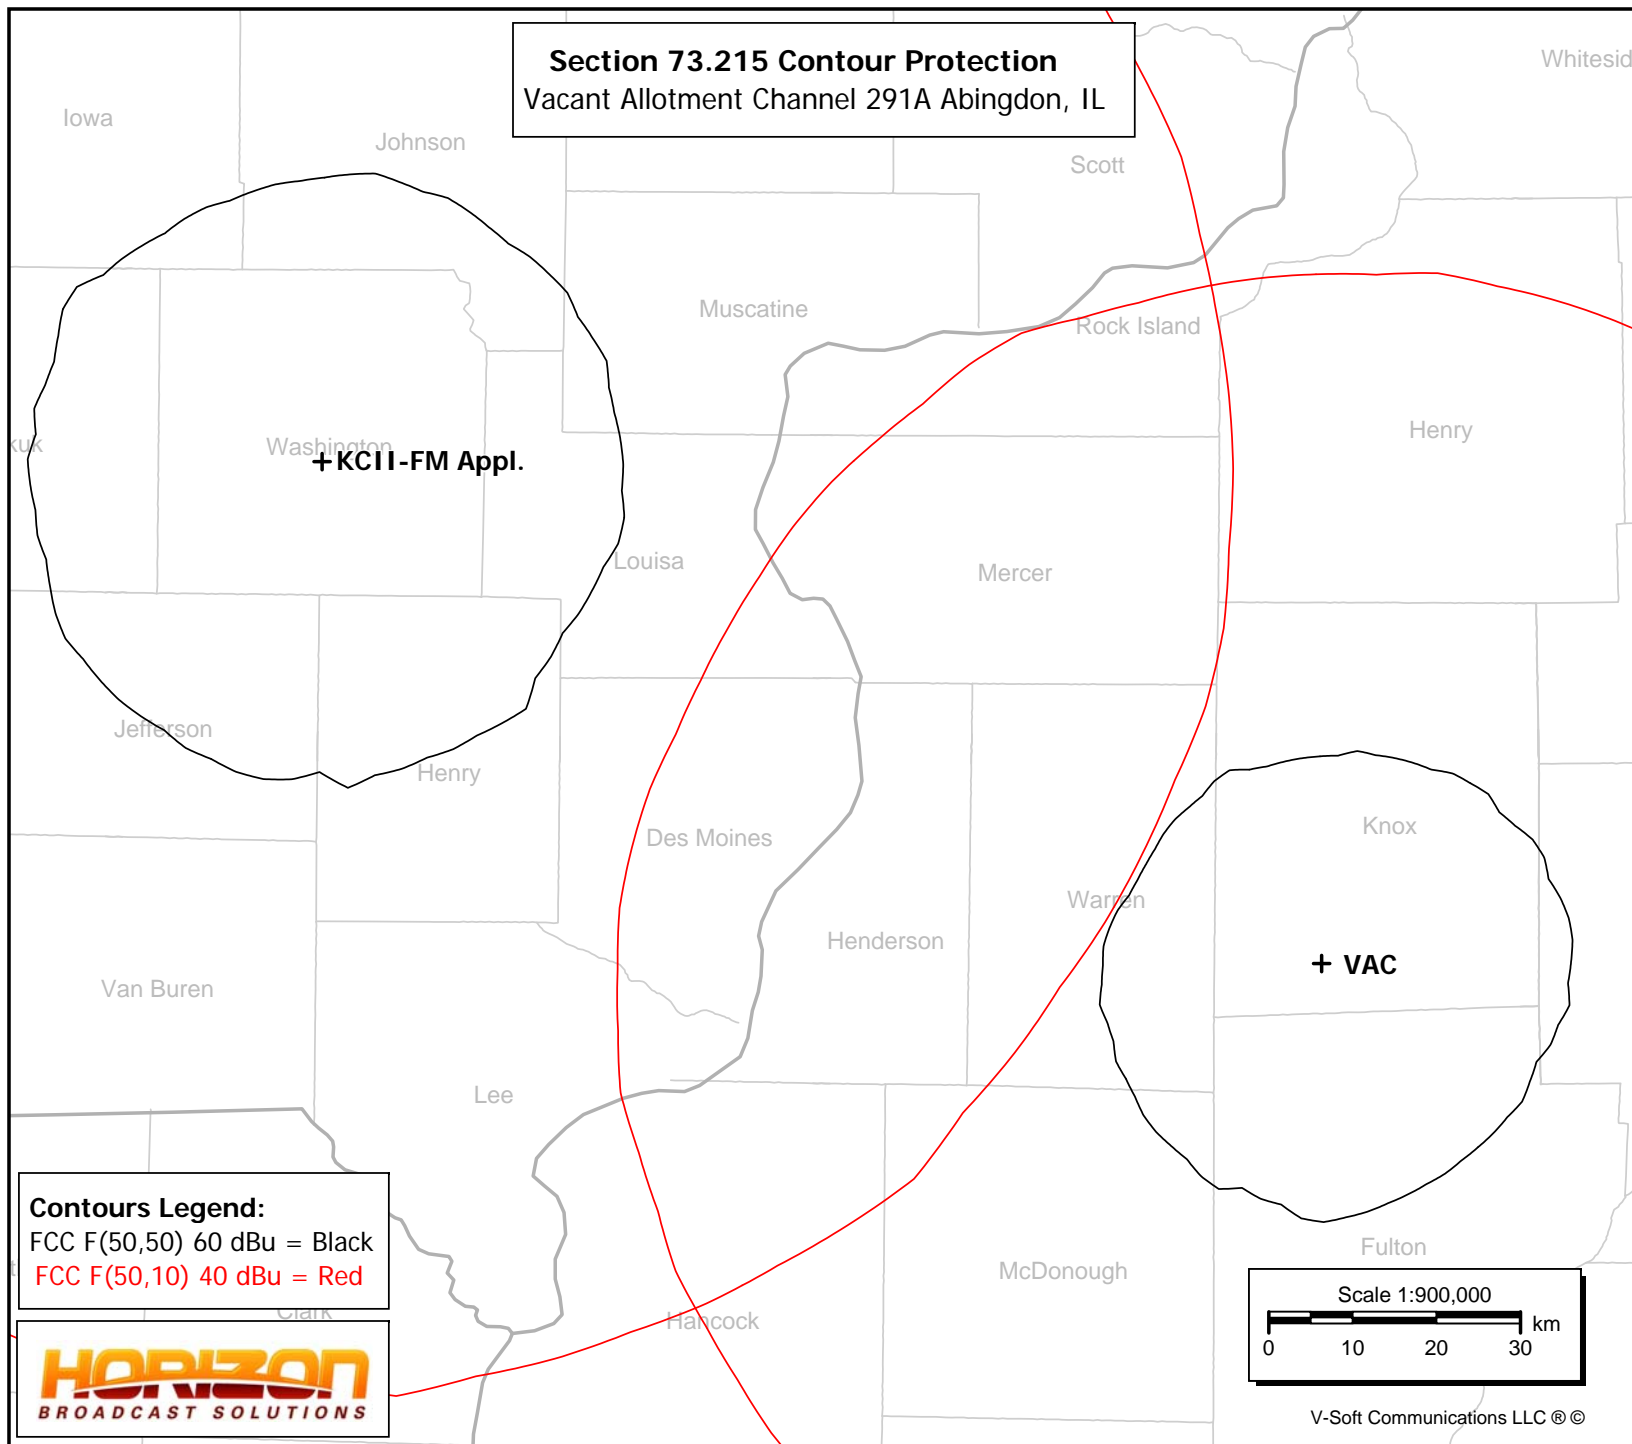 Section 73.215 Contour Protection
Vacant Allotment Channel 291A Abingdon, IL
Whitesid
Iowa
Johnson
Scott
Muscatine
Rock Island
Henry
kuk
Washington
+KCII-FM Appl.
Louisa
Mercer
Jefferson
Henry
Des Moines
Knox
Warren
Henderson
+ VAC
Van Buren
Lee
McDonough
Fulton
Hancock
Clark
Contours Legend:
FCC F(50,50) 60 dBu = Black
FCC F(50,10) 40 dBu = Red
HORIZON
BROADCAST SOLUTIONS
Scale 1:900,000
km
0 10 20 30
V-Soft Communications LLC ® ©